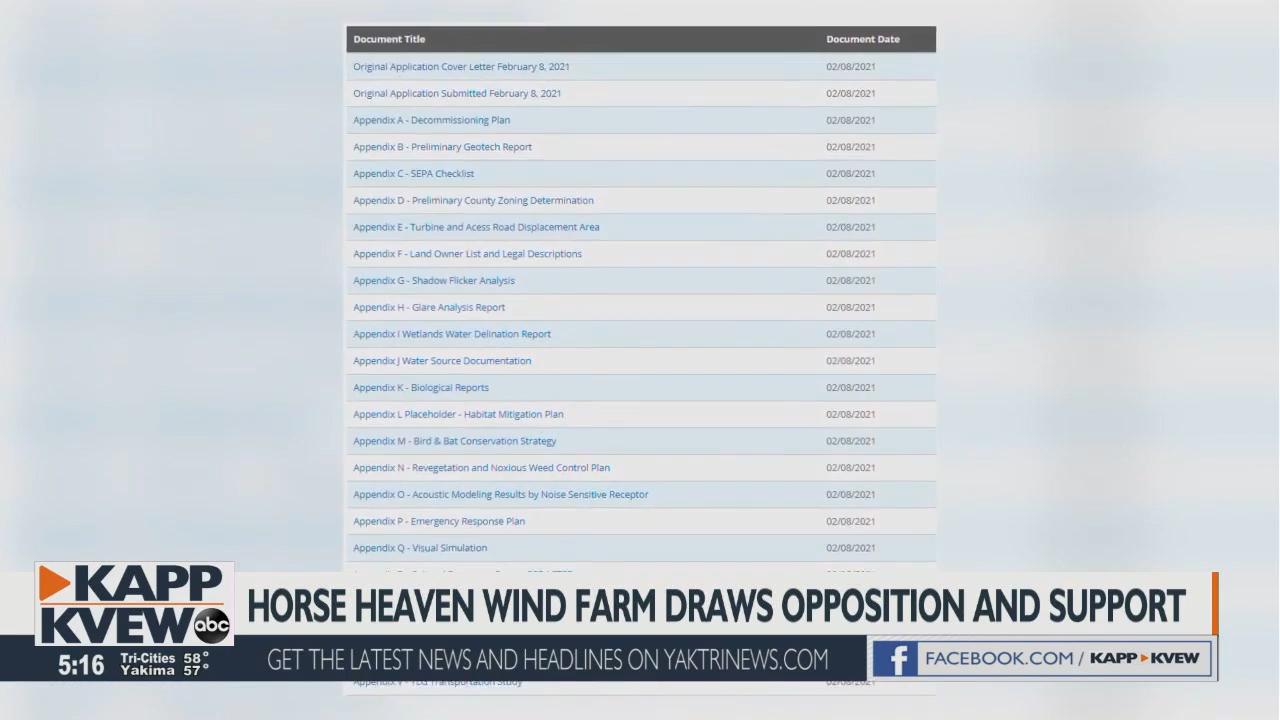 Document Title Document Date
Original Application Cover Letter February 8, 2021 02/08/2021
Original Application Submitted February 8, 2021 02/08/2021
Appendix A - Decommissioning Plan 02/08/2021
Appendix B - Preliminary Geotech Report 02/08/2021
Appendix C - SEPA Checklist 02/08/2021
Appendix D - Preliminary County Zoning Determination 02/08/2021
Appendix E - Turbine and Acess Road Displacement Area 02/08/2021
Appendix F - Land Owner List and Legal Descriptions 02/08/2021
Appendix G - Shadow Flicker Analysis 02/08/2021
Appendix H - Glare Analysis Report 02/08/2021
Appendix I Wetlands Water Delination Report 02/08/2021
Appendix J Water Source Documentation 02/08/2021
Appendix K - Biological Reports 02/08/2021
Appendix L Placeholder - Habitat Mitigation Plan 02/08/2021
Appendix M - Bird & Bat Conservation Strategy 02/08/2021
Appendix N - Revegetation and Noxious Weed Control Plan 02/08/2021
Appendix O - Acoustic Modeling Results by Noise Sensitive Receptor 02/08/2021
Appendix P - Emergency Response Plan 02/08/2021
Appendix Q - Visual Simulation 02/08/2021
KAPP
KVEW abc
HORSE HEAVEN WIND FARM DRAWS OPPOSITION AND SUPPORT
5:16 Tri-Cities 58°
Yakima 57°
GET THE LATEST NEWS AND HEADLINES ON YAKTRINEWS.COM
f FACEBOOK.COM / KAPP KVEW
Transportation Study 02/08/2021